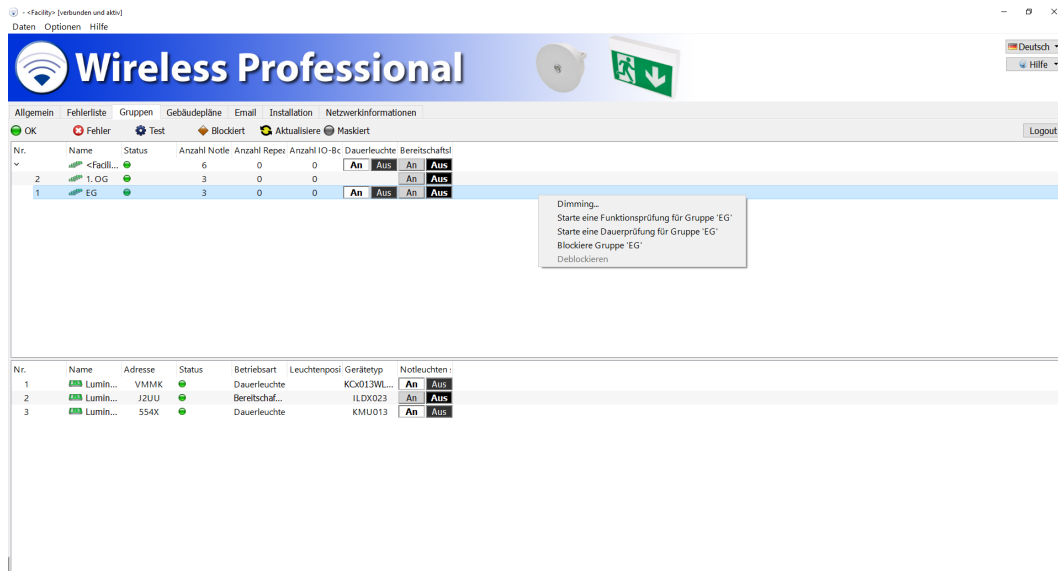 - <Facility> [verbunden und aktiv]
Daten Optionen Hilfe
Wireless Professional
Deutsch
Hilfe
Allgemein Fehlerliste Gruppen Gebäudepläne Email Installation Netzwerkinformationen
OK Fehler Test Blockiert Aktualisiere Maskiert Logout
Nr. Name Status Anzahl Notle Anzahl Repea Anzahl IO-Bc Dauerleuchte Bereitschaftsl
<Facili... 6 0 0 An Aus An Aus
2 1. OG 3 0 0 An Aus
1 EG 3 0 0 An Aus An Aus
Dimming...
Starte eine Funktionsprüfung für Gruppe 'EG'
Starte eine Dauerprüfung für Gruppe 'EG'
Blockiere Gruppe 'EG'
Deblockieren
Nr. Name Adresse Status Betriebsart Leuchtenposi Gerätetyp Notleuchten s
1 Lumin... VMMK Dauerleuchte KCx013WL... An Aus
2 Lumin... J2UU Bereitschaf... ILDX023 An Aus
3 Lumin... 554X Dauerleuchte KMU013 An Aus